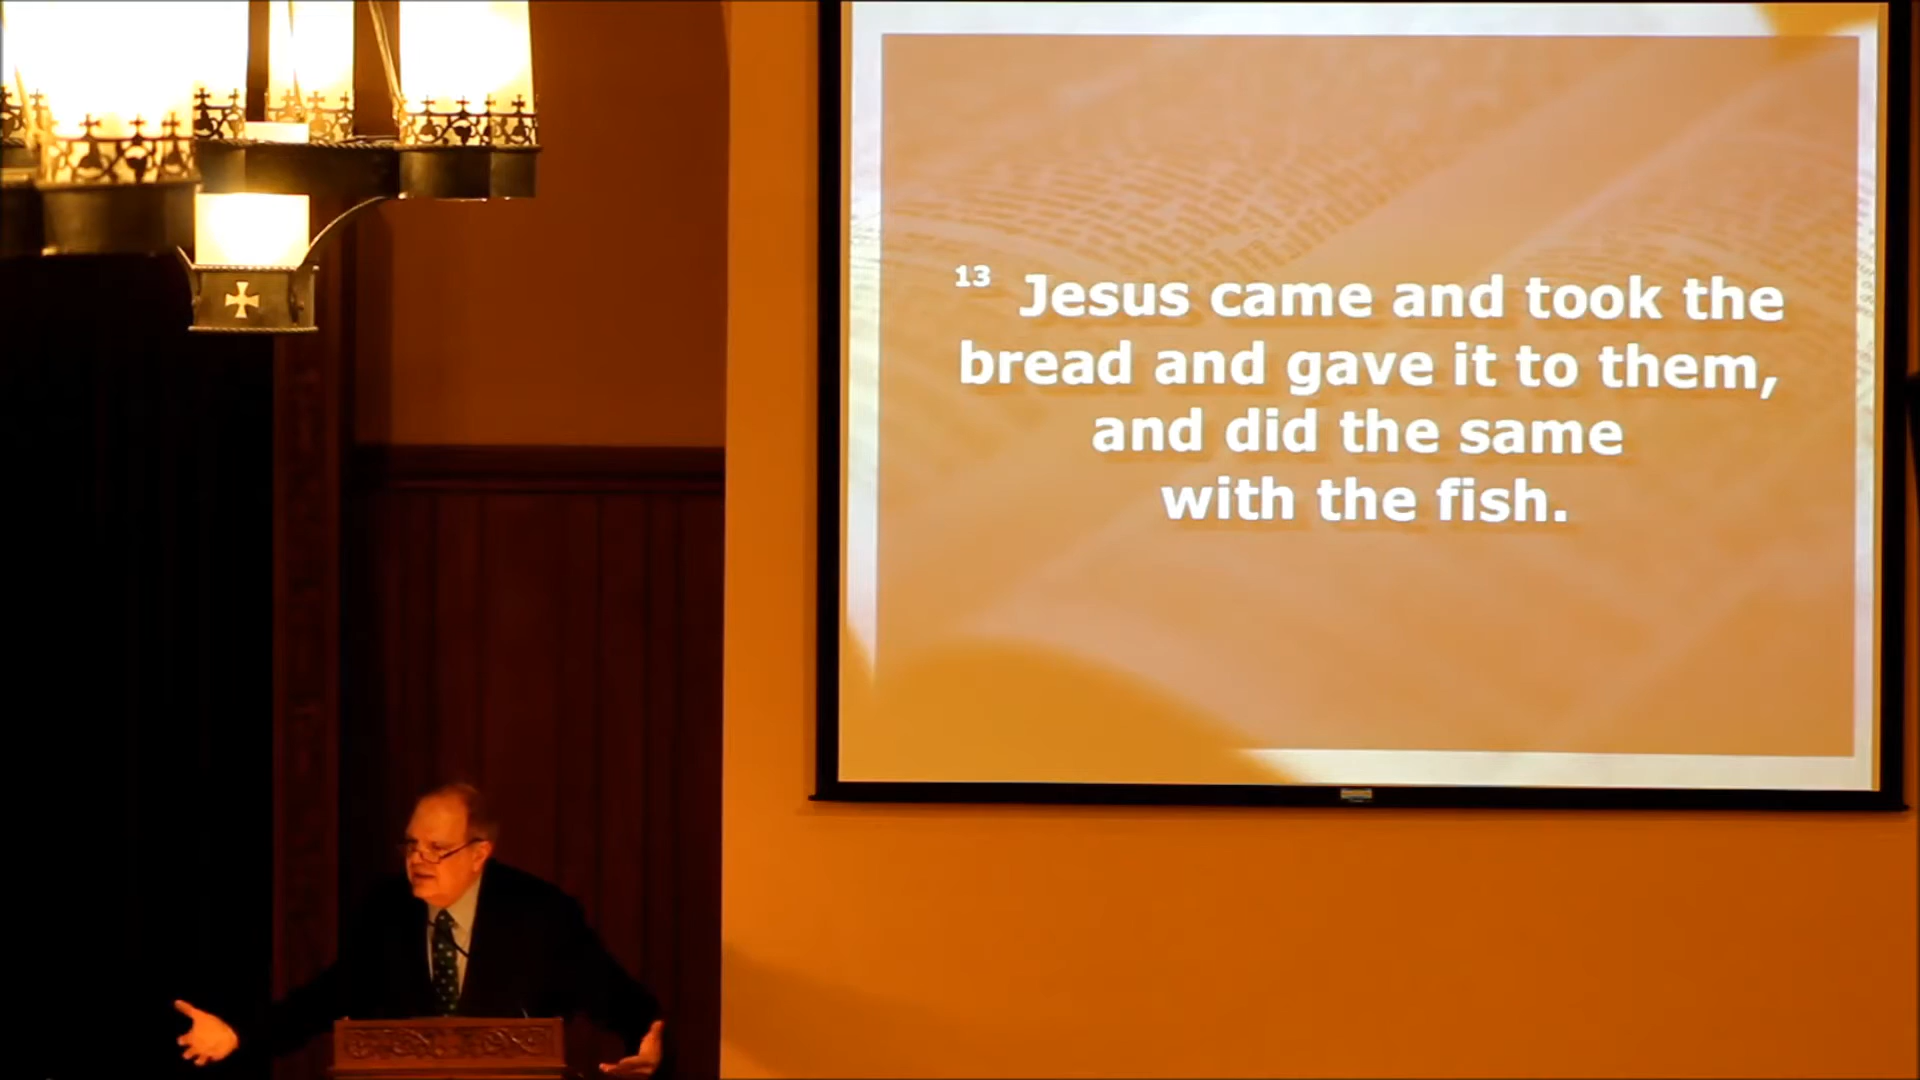 13 Jesus came and took the
bread and gave it to them,
and did the same
with the fish.